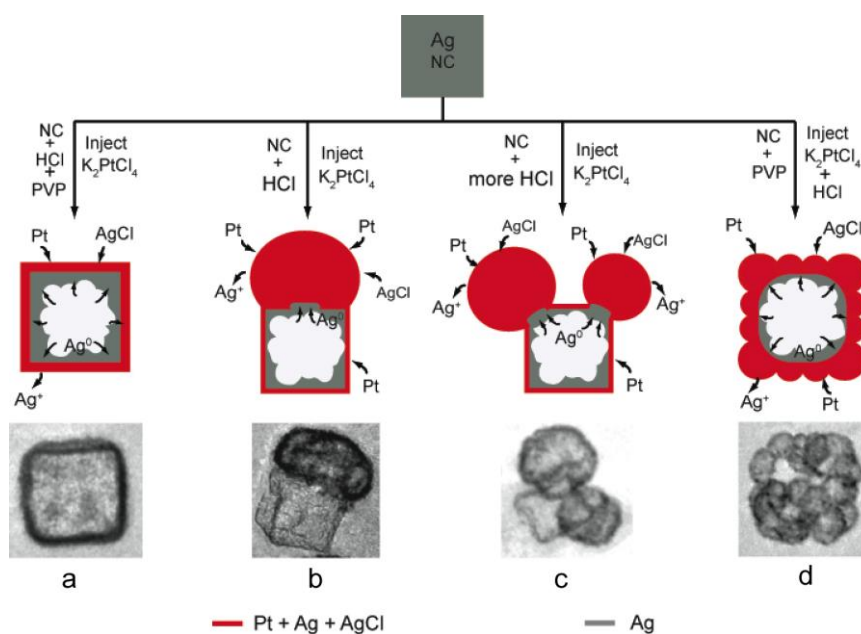 Ag
NC
NC
+
HCl
+
PVP
Inject
K₂PtCl₄
NC
+
HCl
Inject
K₂PtCl₄
NC
+
more HCl
Inject
K₂PtCl₄
NC
+
PVP
Inject
K₂PtCl₄
+
HCl
Pt
AgCl
Ag⁰
Ag⁺
Pt
Pt
Ag⁺
AgCl
Ag⁰
Pt
AgCl
Pt
Pt
AgCl
Ag⁺
Ag⁺
Ag⁰
Pt
AgCl
Pt
Ag⁰
Ag⁺
Pt
a
b
c
d
Pt + Ag + AgCl
Ag